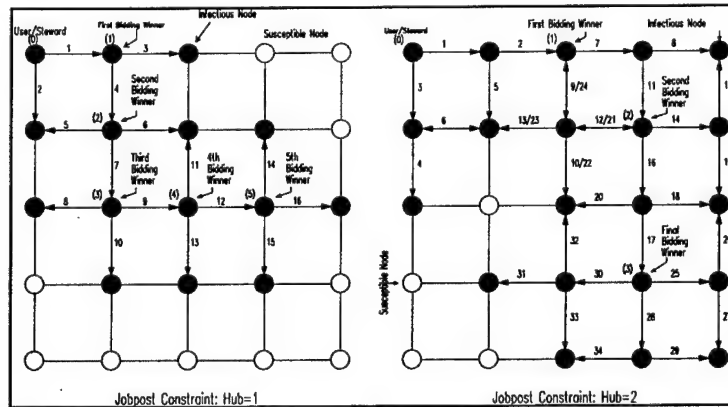 User/Steward
(0)
First Bidding Winner
(1)
Infectious Node
Susceptible Node
1
3
2
4
Second
Bidding
Winner
(2)
5
6
7
11
14
Third
Bidding
Winner
4th
Bidding
Winner
5th
Bidding
Winner
(3)
(4)
(5)
8
9
12
16
10
13
15
Jobpost Constraint: Hub=1
User/Steward
(0)
First Bidding Winner
(1)
Infectious Node
1
2
7
8
3
5
9/24
11
Second
Bidding
Winner
(2)
6
13/23
12/21
14
4
10/22
16
20
18
32
17
Final
Bidding
Winner
(3)
31
30
25
Susceptible Node
33
34
29
Jobpost Constraint: Hub=2